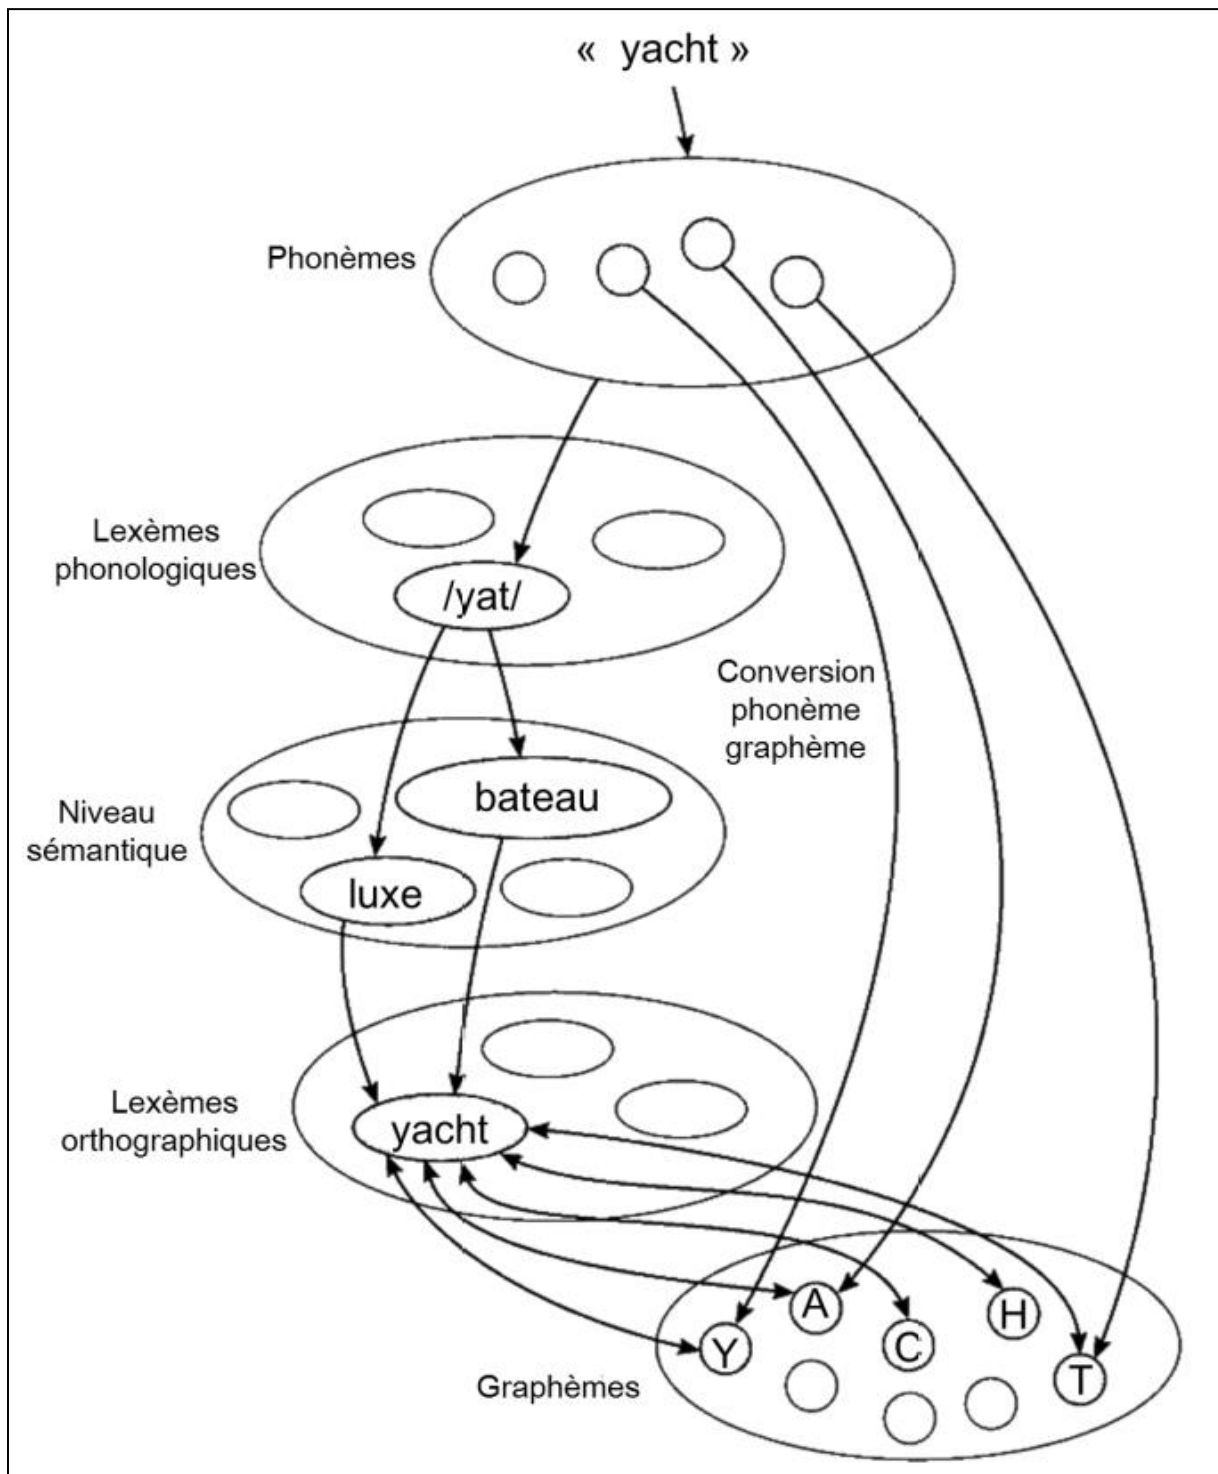 « yacht »
Phonèmes
Lexèmes
phonologiques
/yat/
Conversion
phonème
graphème
Niveau
sémantique
bateau
luxe
Lexèmes
orthographiques
yacht
Graphèmes
Y
A
C
H
T